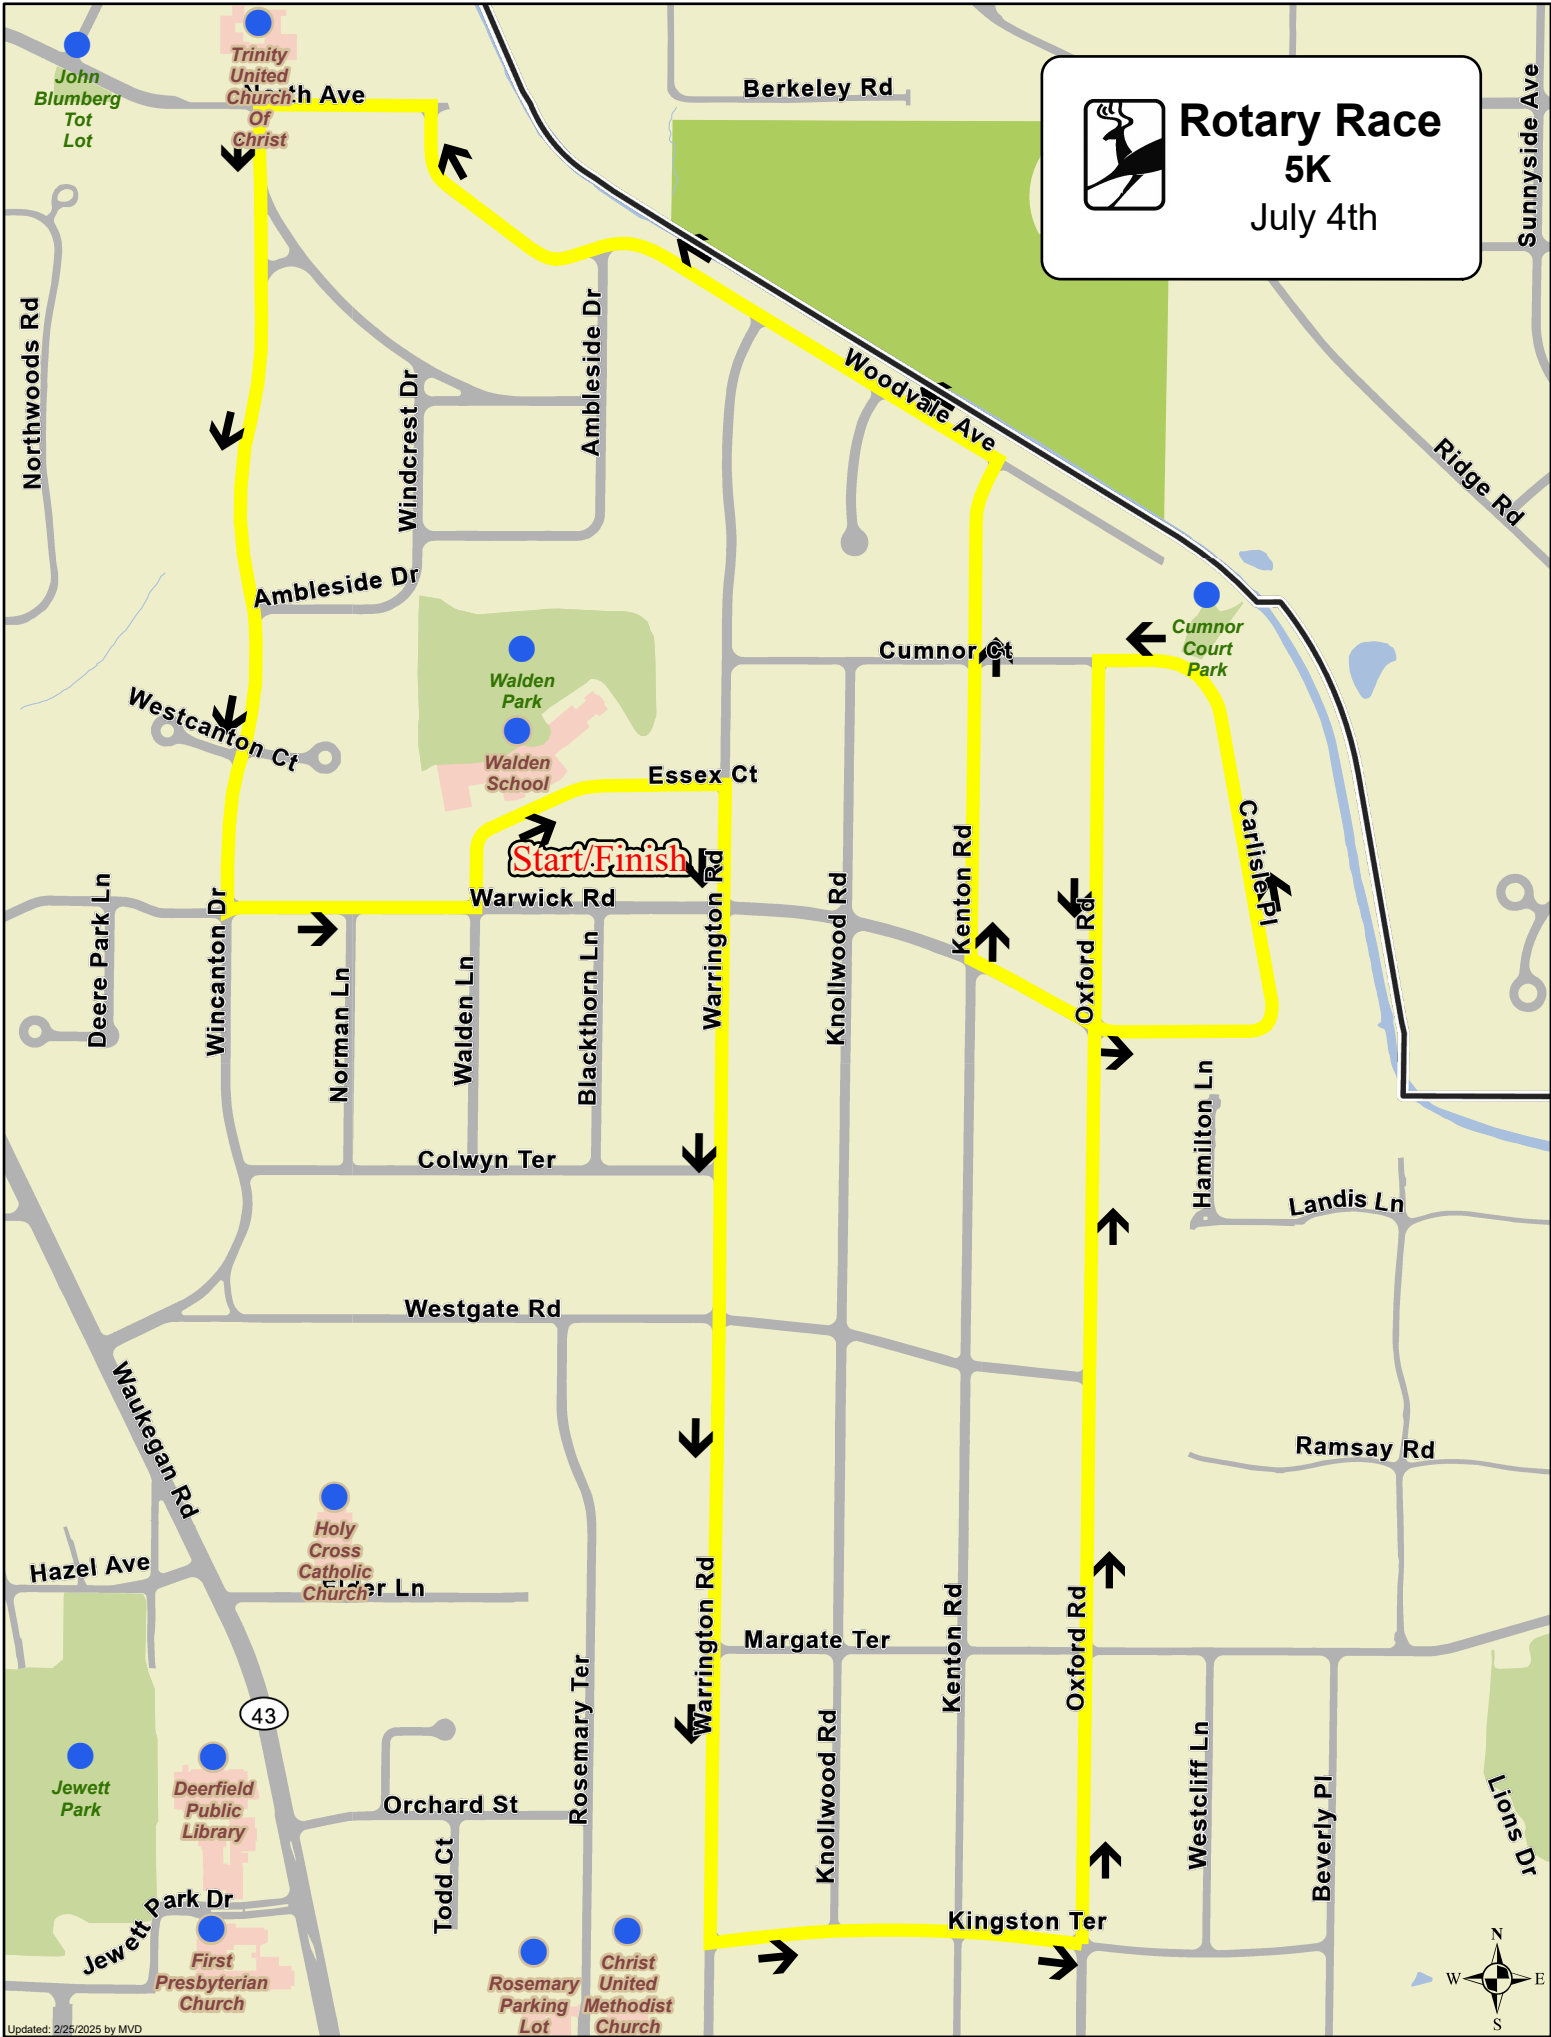 Rotary Race
5K
July 4th
John
Blumberg
Tot
Lot
Trinity
United
Church
Of
Christ
North Ave
Berkeley Rd
Sunnyside Ave
Northwoods Rd
Ambleside Dr
Windcrest Dr
Woodvale Ave
Ridge Rd
Ambleside Dr
Cumnor Ct
Cumnor
Court
Park
Walden
Park
Walden
School
Westcanton Ct
Essex Ct
Start/Finish
Carlisle Pl
Warwick Rd
Deere Park Ln
Wincanton Dr
Norman Ln
Walden Ln
Blackthorn Ln
Warrington Rd
Knollwood Rd
Kenton Rd
Oxford Rd
Hamilton Ln
Landis Ln
Colwyn Ter
Westgate Rd
Waukegan Rd
Ramsay Rd
Holy
Cross
Catholic
Church
Hazel Ave
Elder Ln
Margate Ter
Warrington Rd
Rosemary Ter
Knollwood Rd
Kenton Rd
Oxford Rd
Westcliff Ln
Beverly Pl
Lions Dr
43
Jewett
Park
Deerfield
Public
Library
Orchard St
Todd Ct
Jewett Park Dr
Kingston Ter
First
Presbyterian
Church
Rosemary
Parking
Lot
Christ
United
Methodist
Church
N
W
E
S
Updated: 2/25/2025 by MVD